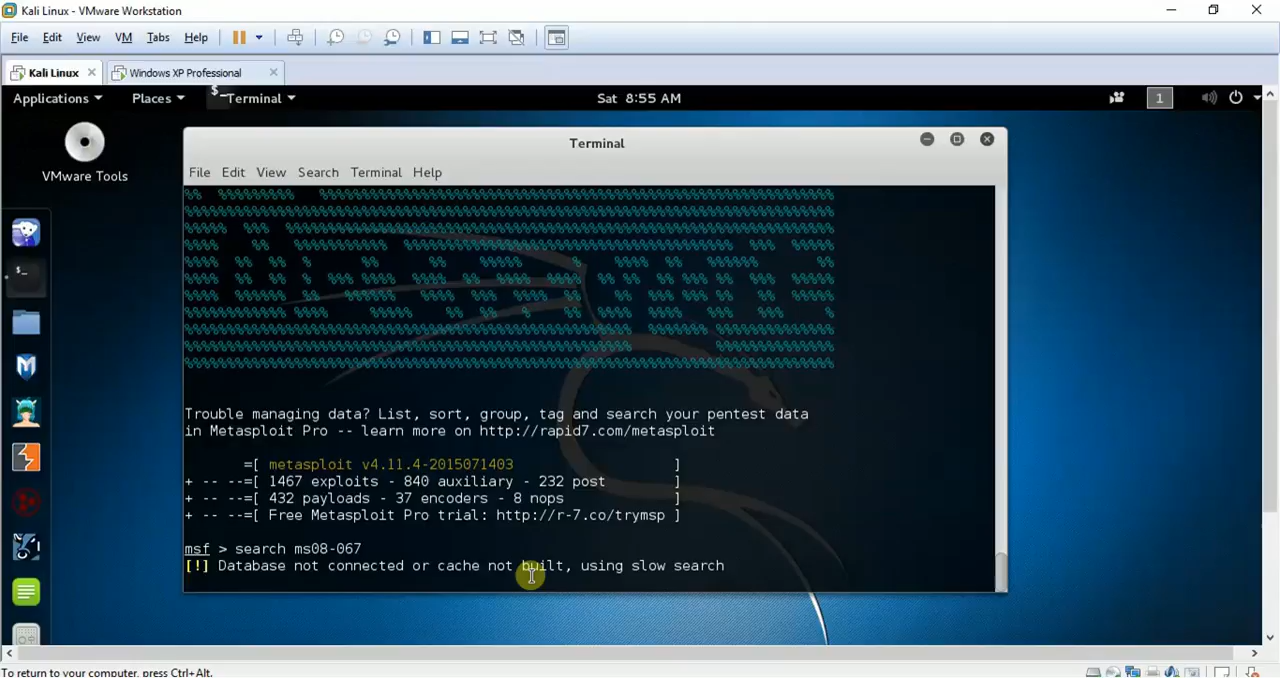 Kali Linux - VMware Workstation
File Edit View VM Tabs Help
Kali Linux Windows XP Professional
Applications Places Terminal Sat 8:55 AM 1
VMware Tools
Terminal
File Edit View Search Terminal Help
Trouble managing data? List, sort, group, tag and search your pentest data
in Metasploit Pro -- learn more on http://rapid7.com/metasploit
=[ metasploit v4.11.4-2015071403 ]
+ -- --=[ 1467 exploits - 840 auxiliary - 232 post ]
+ -- --=[ 432 payloads - 37 encoders - 8 nops ]
+ -- --=[ Free Metasploit Pro trial: http://r-7.co/trymsp ]
msf > search ms08-067
[!] Database not connected or cache not built, using slow search
To return to your computer, press Ctrl+Alt.